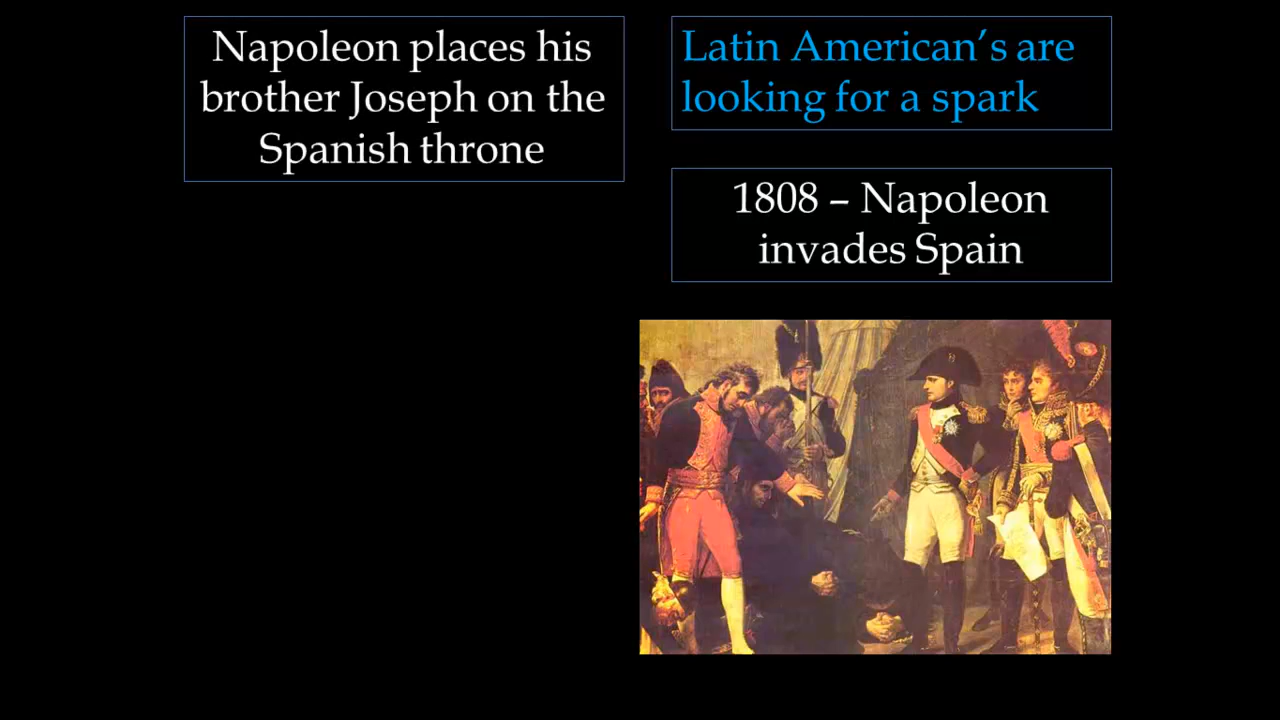 Napoleon places his
brother Joseph on the
Spanish throne
Latin American’s are
looking for a spark
1808 – Napoleon
invades Spain